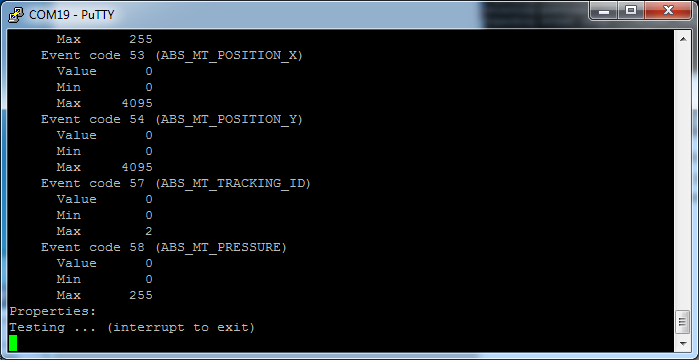 COM19 - PuTTY
Max 255
Event code 53 (ABS_MT_POSITION_X)
Value 0
Min 0
Max 4095
Event code 54 (ABS_MT_POSITION_Y)
Value 0
Min 0
Max 4095
Event code 57 (ABS_MT_TRACKING_ID)
Value 0
Min 0
Max 2
Event code 58 (ABS_MT_PRESSURE)
Value 0
Min 0
Max 255
Properties:
Testing ... (interrupt to exit)